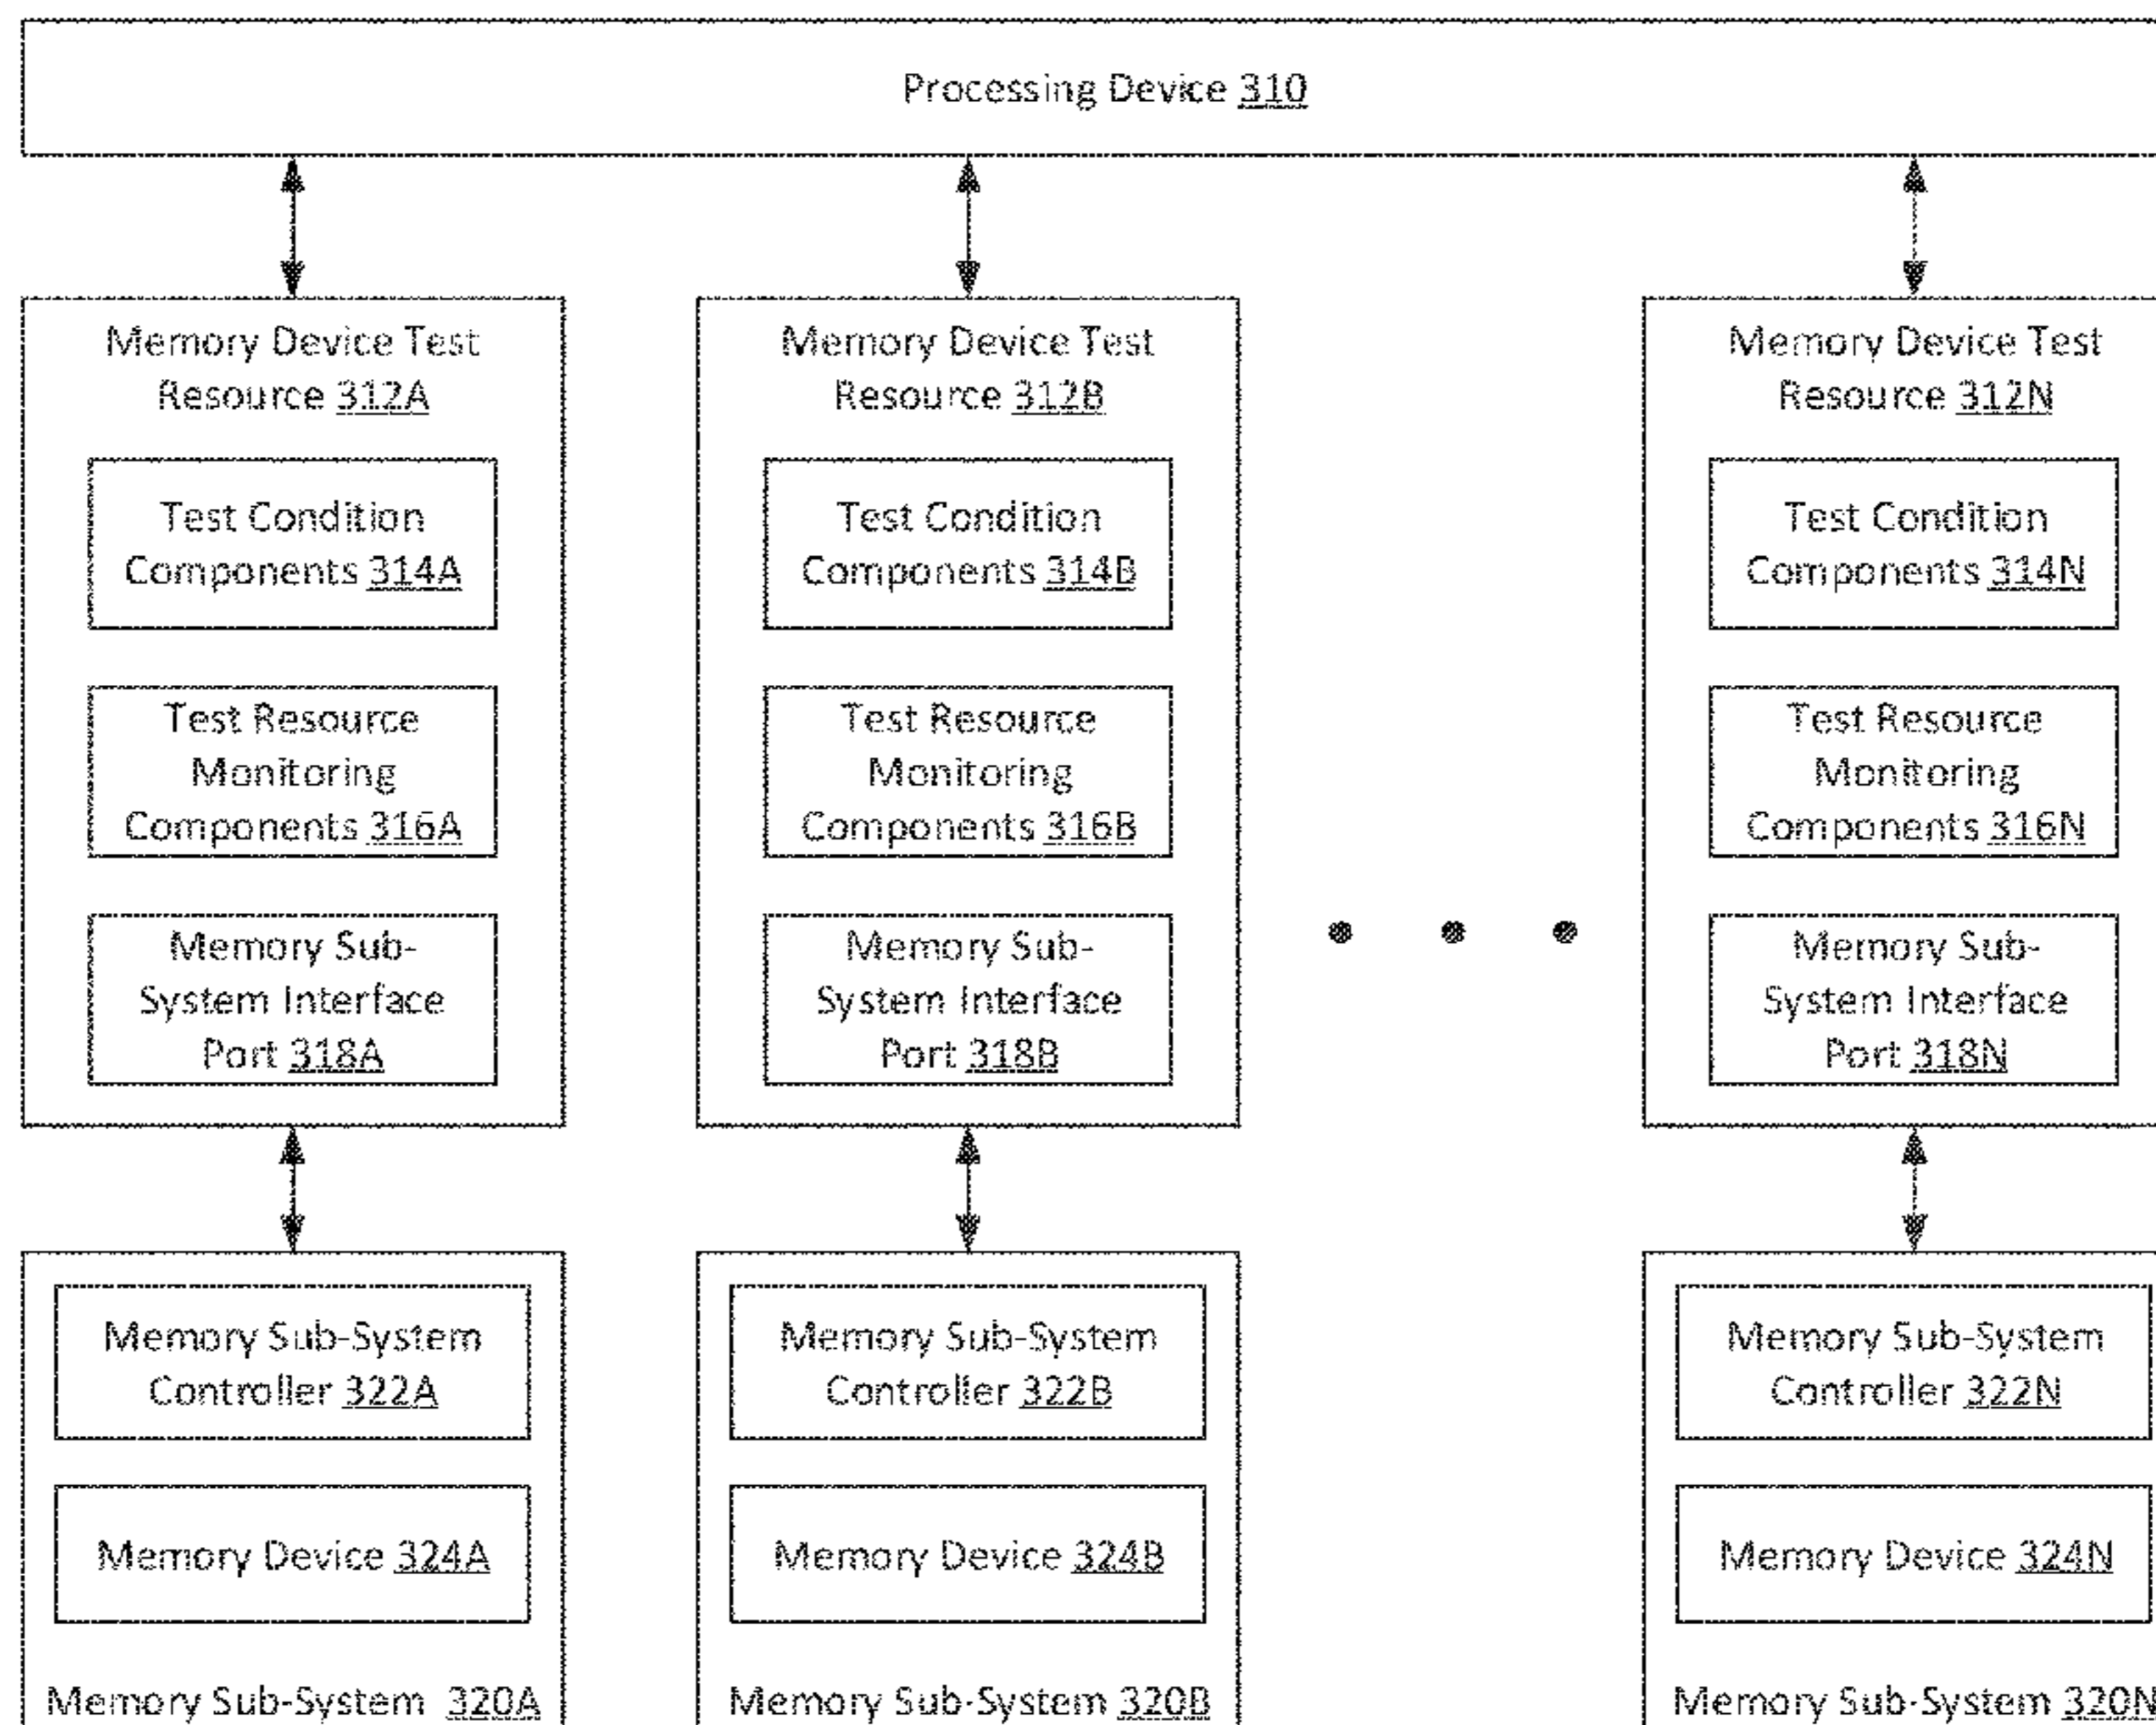 Processing Device 310
Memory Device Test
Resource 312A
Test Condition
Components 314A
Test Resource
Monitoring
Components 316A
Memory Sub-
System Interface
Port 318A
Memory Sub-System
Controller 322A
Memory Device 324A
Memory Sub-System 320A
Memory Device Test
Resource 312B
Test Condition
Components 314B
Test Resource
Monitoring
Components 316B
Memory Sub-
System Interface
Port 318B
Memory Sub-System
Controller 322B
Memory Device 324B
Memory Sub-System 320B
Memory Device Test
Resource 312N
Test Condition
Components 314N
Test Resource
Monitoring
Components 316N
Memory Sub-
System Interface
Port 318N
Memory Sub-System
Controller 322N
Memory Device 324N
Memory Sub-System 320N